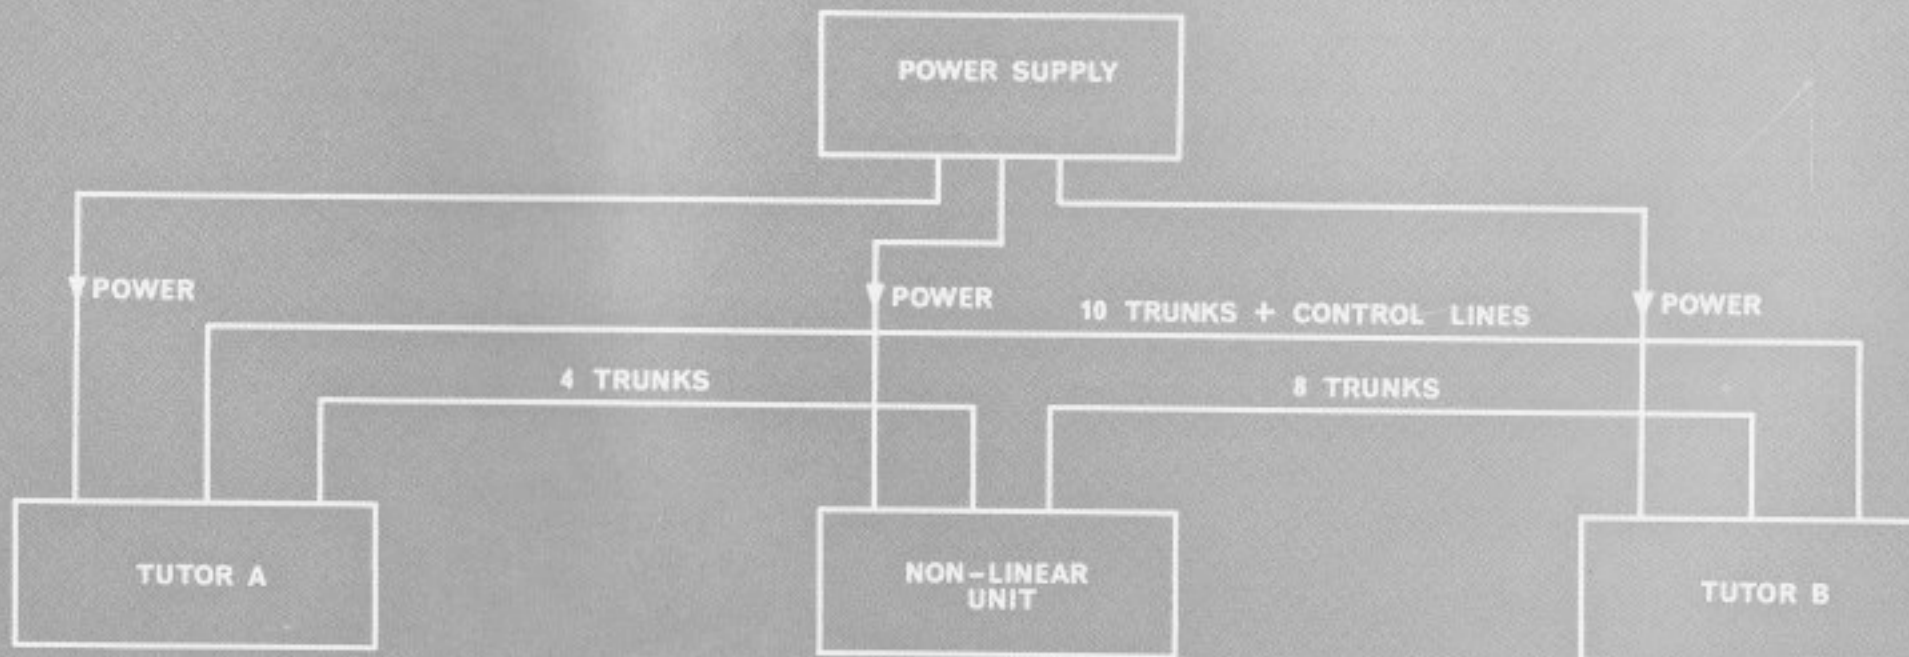 POWER SUPPLY
POWER
POWER
POWER
10 TRUNKS + CONTROL LINES
4 TRUNKS
8 TRUNKS
TUTOR A
NON-LINEAR
UNIT
TUTOR B